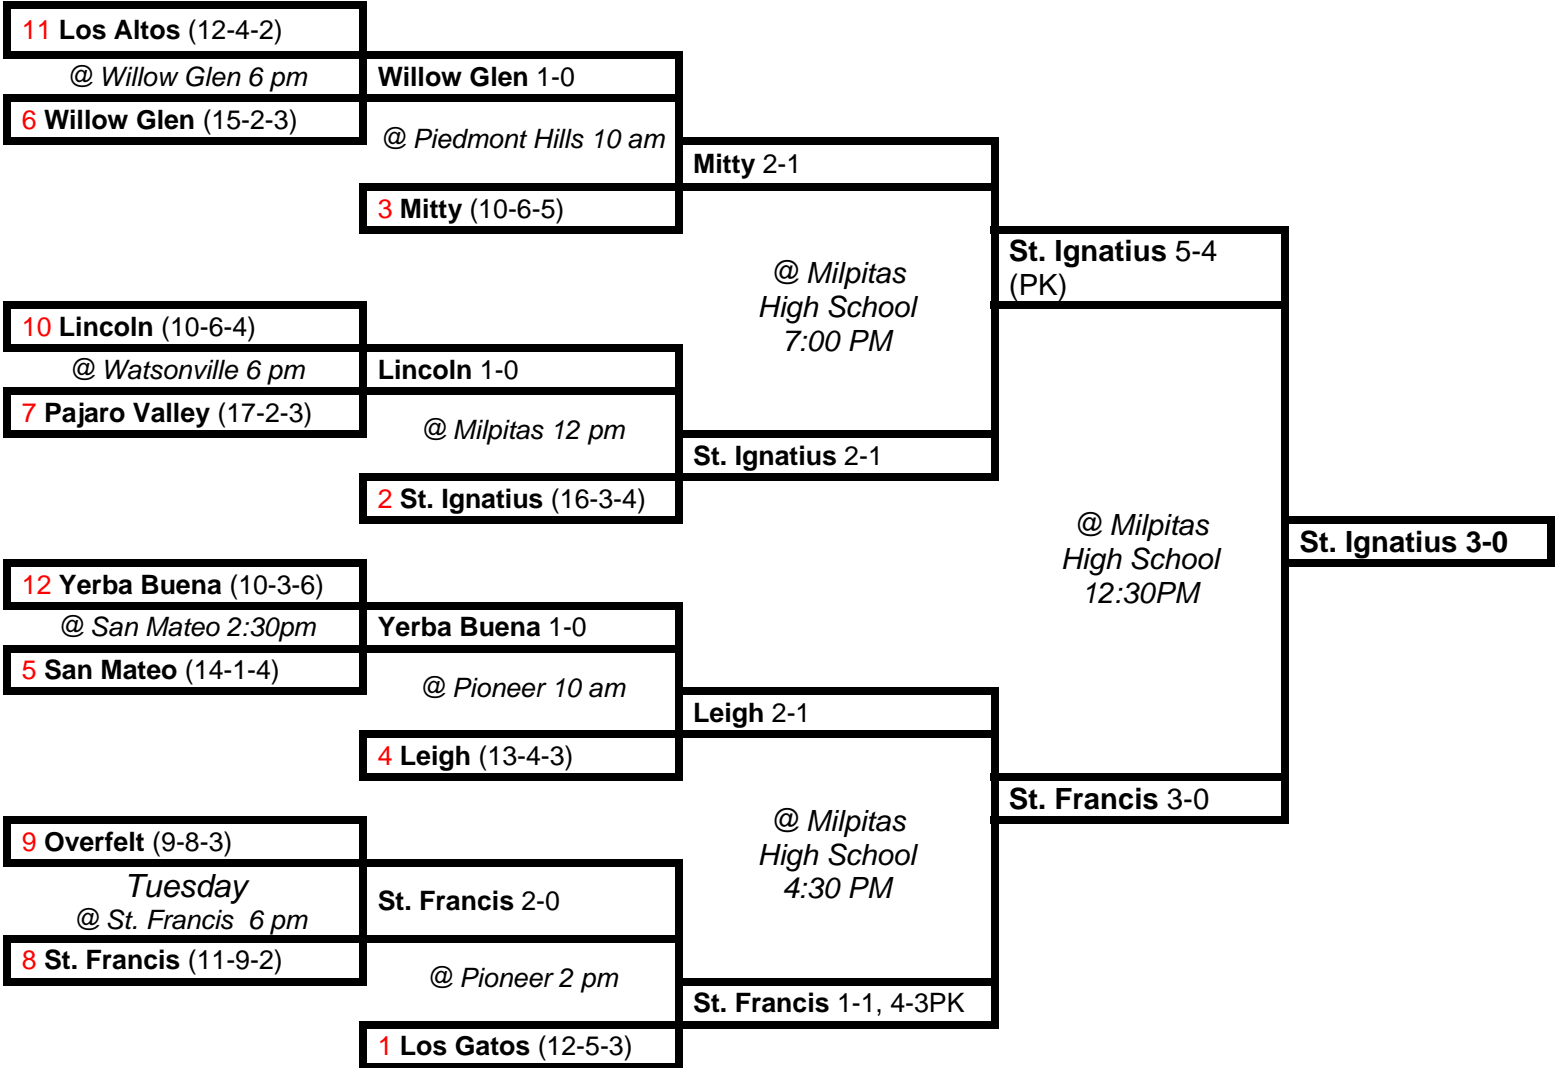 11 Los Altos (12-4-2)
@ Willow Glen 6 pm
Willow Glen 1-0
6 Willow Glen (15-2-3)
@ Piedmont Hills 10 am
Mitty 2-1
3 Mitty (10-6-5)
@ Milpitas
High School
7:00 PM
St. Ignatius 5-4
(PK)
10 Lincoln (10-6-4)
@ Watsonville 6 pm
Lincoln 1-0
7 Pajaro Valley (17-2-3)
@ Milpitas 12 pm
St. Ignatius 2-1
2 St. Ignatius (16-3-4)
@ Milpitas
High School
12:30PM
St. Ignatius 3-0
12 Yerba Buena (10-3-6)
@ San Mateo 2:30pm
Yerba Buena 1-0
5 San Mateo (14-1-4)
@ Pioneer 10 am
Leigh 2-1
4 Leigh (13-4-3)
@ Milpitas
High School
4:30 PM
St. Francis 3-0
9 Overfelt (9-8-3)
Tuesday
@ St. Francis 6 pm
St. Francis 2-0
8 St. Francis (11-9-2)
@ Pioneer 2 pm
St. Francis 1-1, 4-3PK
1 Los Gatos (12-5-3)